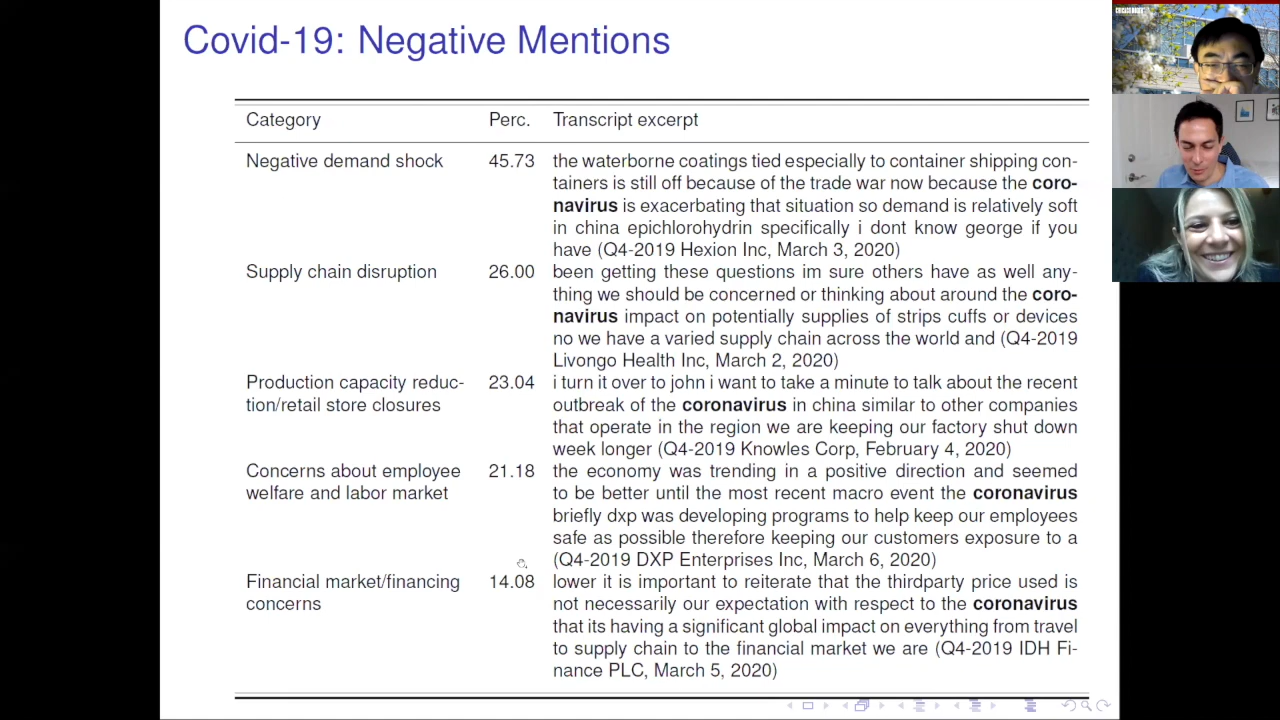 Covid-19: Negative Mentions
Category Perc. Transcript excerpt
Negative demand shock 45.73 the waterborne coatings tied especially to container shipping con-
tainers is still off because of the trade war now because the coro-
navirus is exacerbating that situation so demand is relatively soft
in china epichlorohydrin specifically i dont know george if you
have (Q4-2019 Hexion Inc, March 3, 2020)
Supply chain disruption 26.00 been getting these questions im sure others have as well any-
thing we should be concerned or thinking about around the coro-
navirus impact on potentially supplies of strips cuffs or devices
no we have a varied supply chain across the world and (Q4-2019
Livongo Health Inc, March 2, 2020)
Production capacity reduc- 23.04 i turn it over to john i want to take a minute to talk about the recent
tion/retail store closures outbreak of the coronavirus in china similar to other companies
that operate in the region we are keeping our factory shut down
week longer (Q4-2019 Knowles Corp, February 4, 2020)
Concerns about employee 21.18 the economy was trending in a positive direction and seemed
welfare and labor market to be better until the most recent macro event the coronavirus
briefly dxp was developing programs to help keep our employees
safe as possible therefore keeping our customers exposure to a
(Q4-2019 DXP Enterprises Inc, March 6, 2020)
Financial market/financing 14.08 lower it is important to reiterate that the thirdparty price used is
concerns not necessarily our expectation with respect to the coronavirus
that its having a significant global impact on everything from travel
to supply chain to the financial market we are (Q4-2019 IDH Fi-
nance PLC, March 5, 2020)